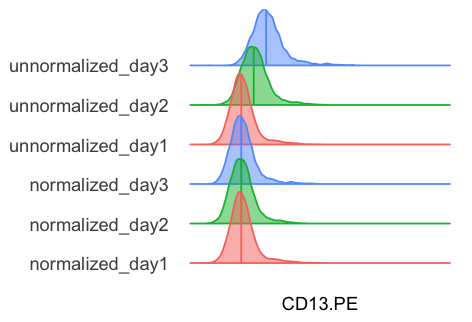 unnormalized_day3
unnormalized_day2
unnormalized_day1
normalized_day3
normalized_day2
normalized_day1
CD13.PE